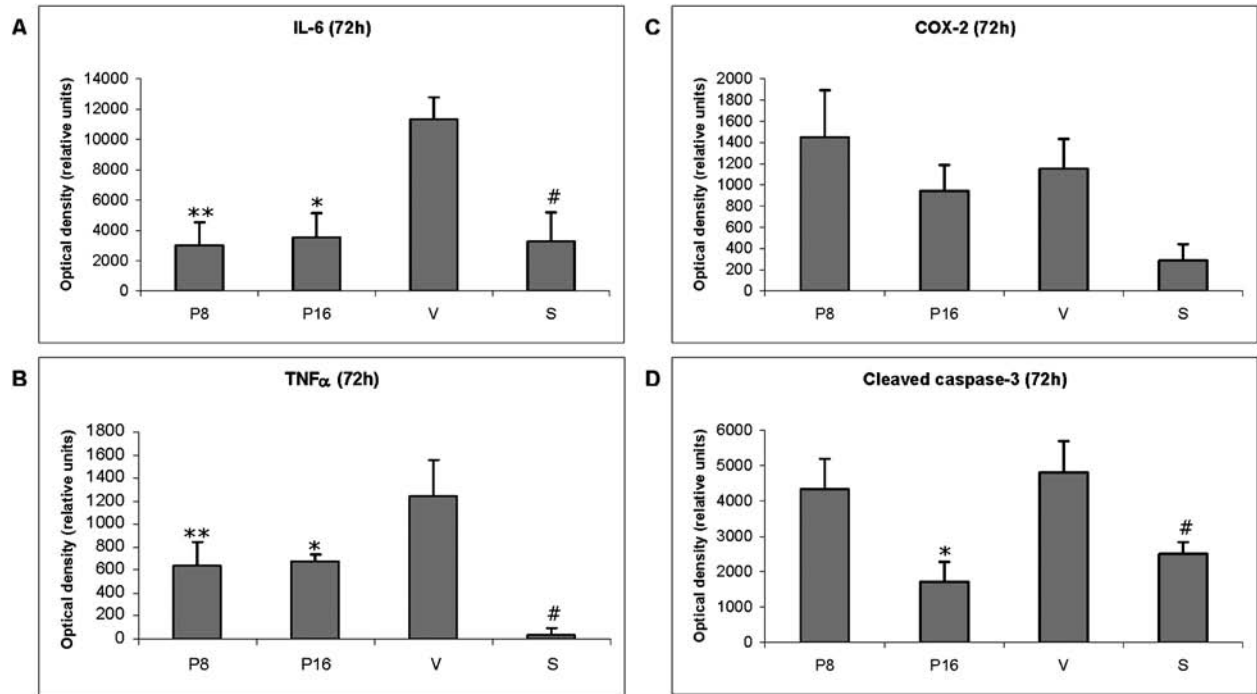 A
IL-6 (72h)
Optical density (relative units)
14000
12000
10000
8000
6000
4000
2000
0
**
*
#
P8 P16 V S
B
TNFα (72h)
Optical density (relative units)
1800
1600
1400
1200
1000
800
600
400
200
0
**
*
#
P8 P16 V S
C
COX-2 (72h)
Optical density (relative units)
2000
1800
1600
1400
1200
1000
800
600
400
200
0
P8 P16 V S
D
Cleaved caspase-3 (72h)
Optical density (relative units)
6000
5000
4000
3000
2000
1000
0
*
#
P8 P16 V S